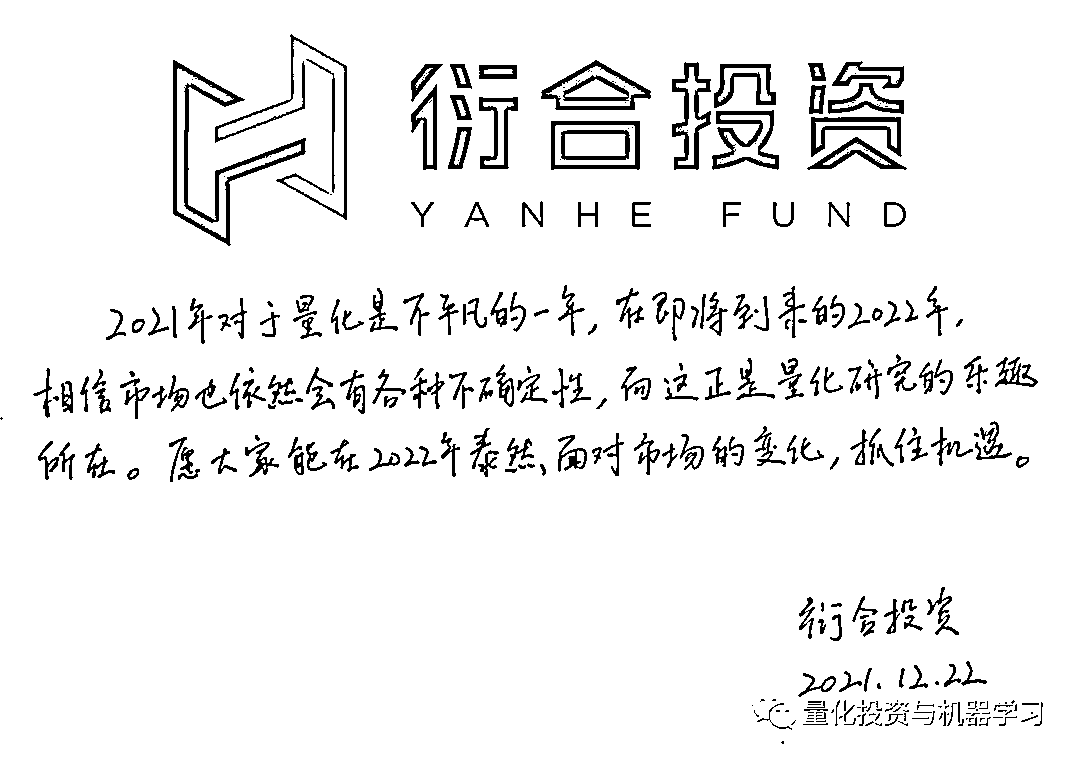 衍合投资
YANHE FUND
2021年对于量化是不平凡的一年，在即将到来的2022年，
相信市场也依然会有各种不确定性，而这正是量化研究的乐趣
所在。愿大家能在2022年泰然面对市场的变化，抓住机遇。
衍合投资
2021.12.22
量化投资与机器学习